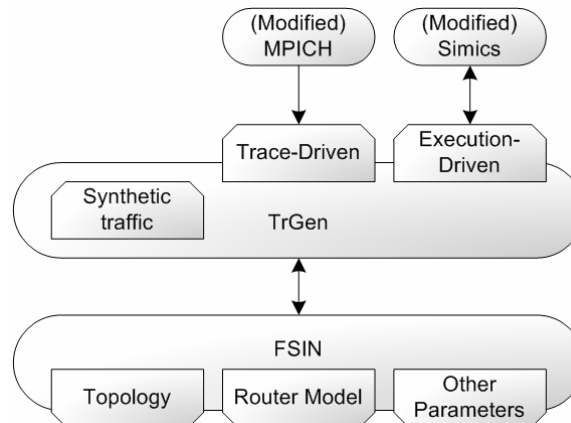 (Modified)
MPICH
(Modified)
Simics
Trace-Driven
Execution-
Driven
Synthetic
traffic
TrGen
FSIN
Topology
Router Model
Other
Parameters